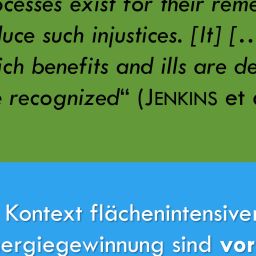 ocesses exist for their reme
duce such injustices. [It] [..
ich benefits and ills are de
e recognized“ (JENKINS et
Kontext flächenintensiver
ergiegewinnung sind vor